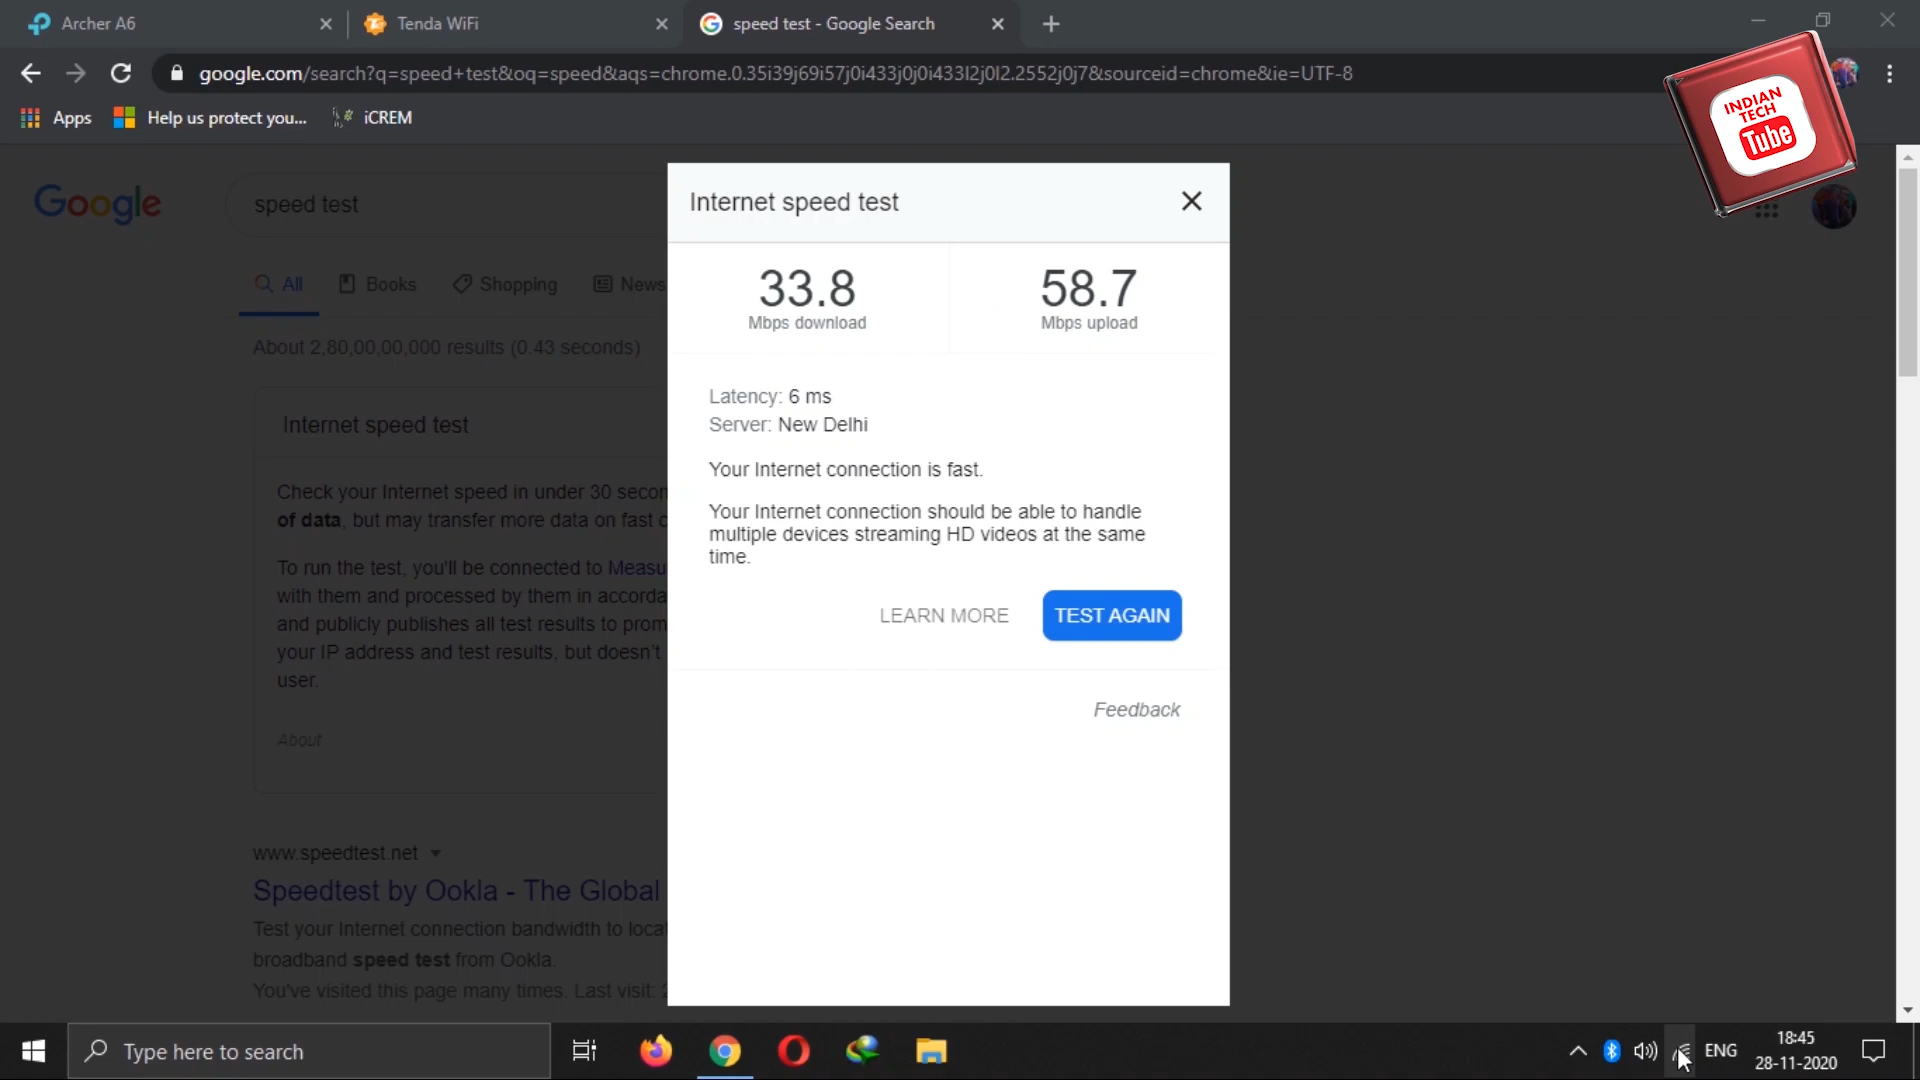 Archer A6
Tenda WiFi
speed test - Google Search
google.com/search?q=speed+test&oq=speed&aqs=chrome.0.35i39j69i57j0i433j0j0i433l2j0l2.2552j0j7&sourceid=chrome&ie=UTF-8
Apps
Help us protect you...
iCREM
INDIAN
TECH
Tube
Google
speed test
All
Books
Shopping
News
About 2,80,00,00,000 results (0.43 seconds)
Internet speed test
Check your Internet speed in under 30 secon
of data, but may transfer more data on fast c
To run the test, you'll be connected to Measu
with them and processed by them in accorda
and publicly publishes all test results to prom
your IP address and test results, but doesn't
user.
About
www.speedtest.net
Speedtest by Ookla - The Global
Test your Internet connection bandwidth to loca
broadband speed test from Ookla.
You've visited this page many times. Last visit: 2
Internet speed test
33.8
Mbps download
58.7
Mbps upload
Latency: 6 ms
Server: New Delhi
Your Internet connection is fast.
Your Internet connection should be able to handle
multiple devices streaming HD videos at the same
time.
LEARN MORE
TEST AGAIN
Feedback
Type here to search
ENG
18:45
28-11-2020